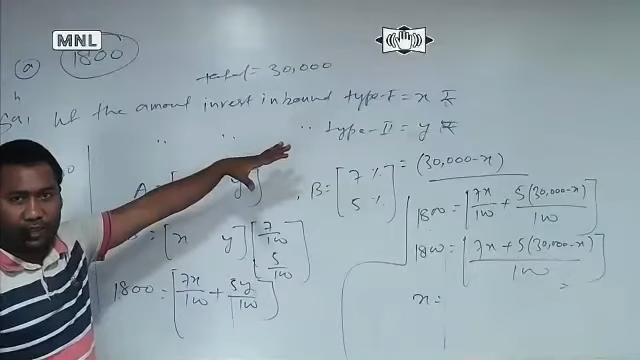 MNL
(a) 1800
total = 30,000
Let the amount invest in bound type-I = x ₹
" " " type-II = y ₹
= (30,000-x)
A = [ y ] , B = [ 7 % 5 % ]
= [ x y ] [ 7/100 5/100 ]
1800 = [ 7x/100 + 5y/100 ]
1800 = [ 7x/100 + 5(30,000-x)/100 ]
1800 = [ 7x + 5(30,000-x) / 100 ]
x =